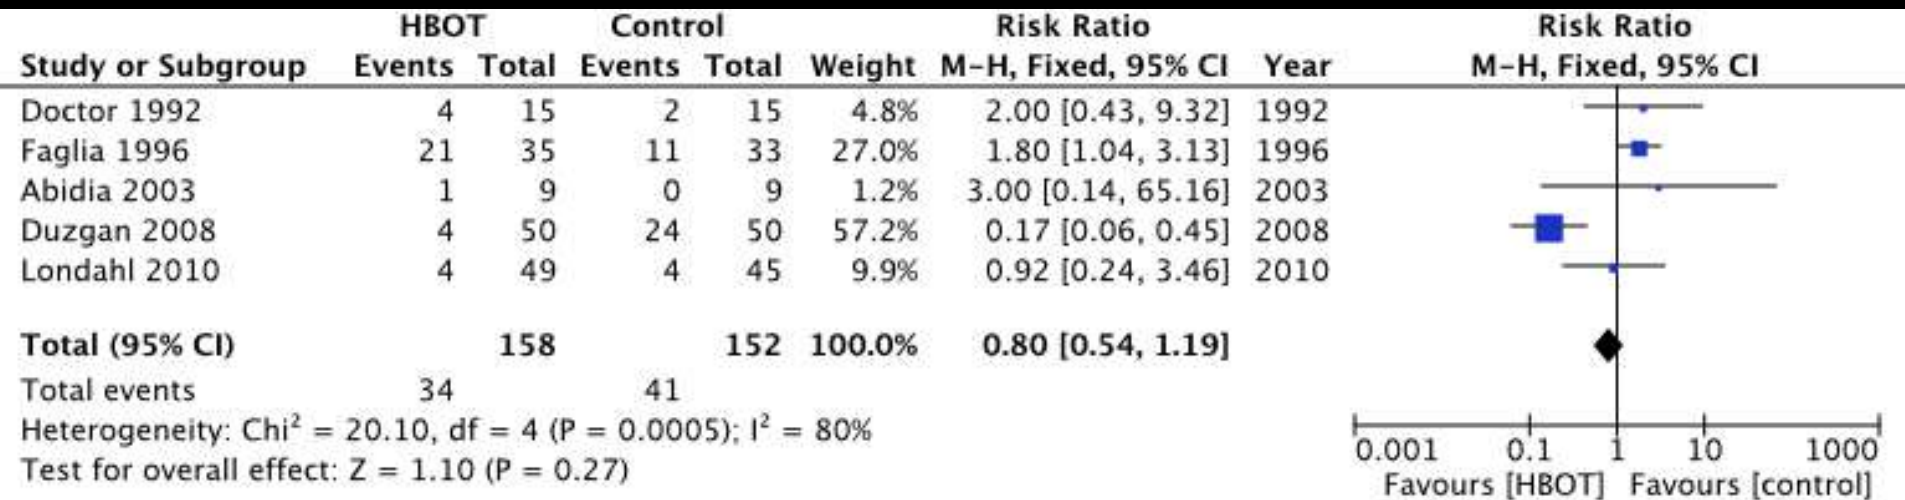 HBOT Control Risk Ratio Risk Ratio
Study or Subgroup Events Total Events Total Weight M-H, Fixed, 95% CI Year M-H, Fixed, 95% CI
Doctor 1992 4 15 2 15 4.8% 2.00 [0.43, 9.32] 1992
Faglia 1996 21 35 11 33 27.0% 1.80 [1.04, 3.13] 1996
Abidia 2003 1 9 0 9 1.2% 3.00 [0.14, 65.16] 2003
Duzgan 2008 4 50 24 50 57.2% 0.17 [0.06, 0.45] 2008
Londahl 2010 4 49 4 45 9.9% 0.92 [0.24, 3.46] 2010
Total (95% CI) 158 152 100.0% 0.80 [0.54, 1.19]
Total events 34 41
Heterogeneity: Chi² = 20.10, df = 4 (P = 0.0005); I² = 80%
Test for overall effect: Z = 1.10 (P = 0.27)
0.001 0.1 1 10 1000
Favours [HBOT] Favours [control]